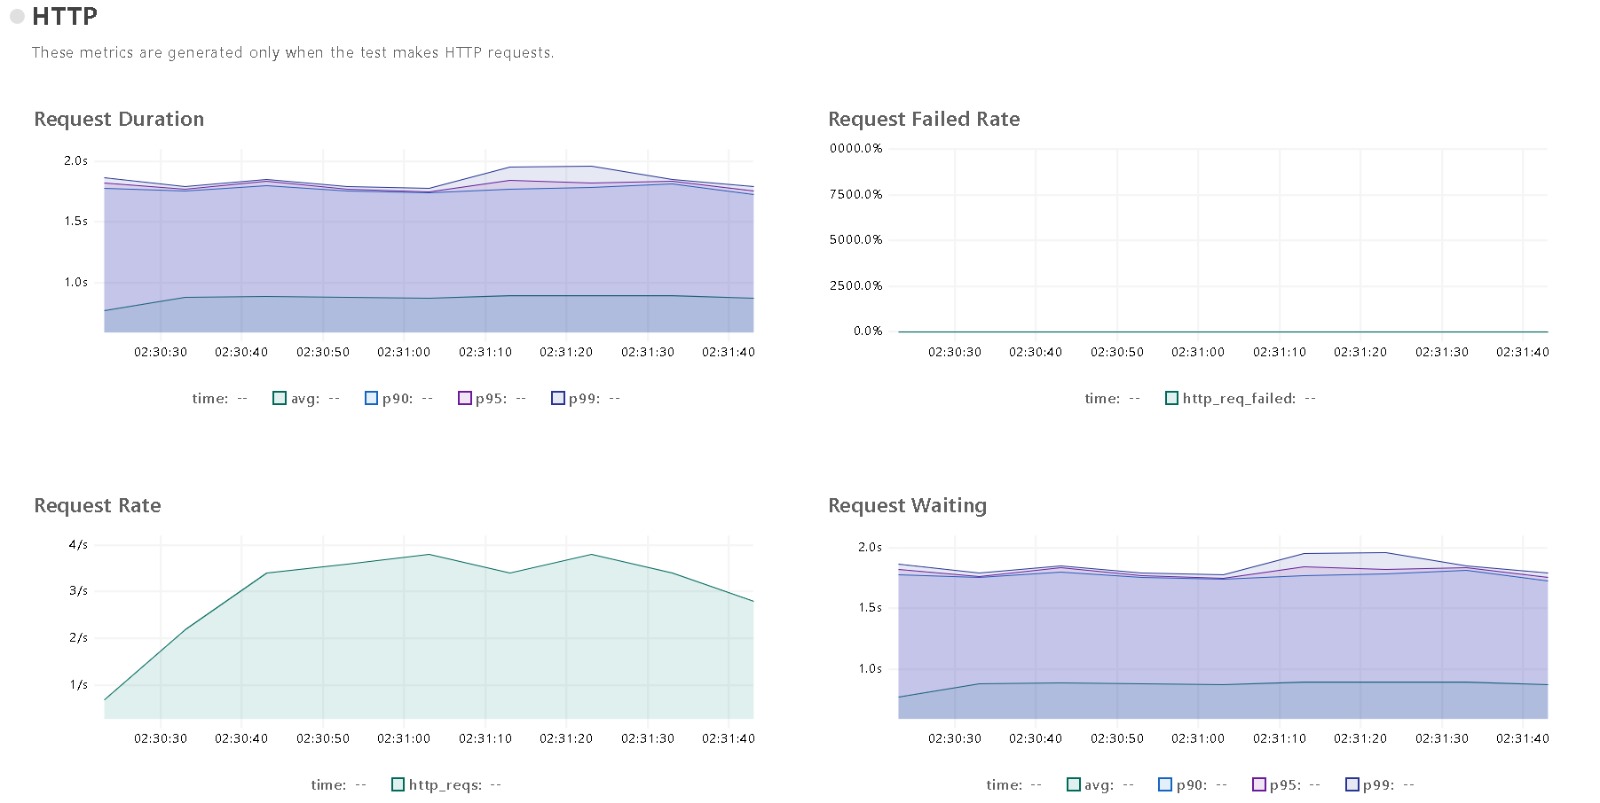 HTTP
These metrics are generated only when the test makes HTTP requests.
Request Duration
2.0s
1.5s
1.0s
02:30:30 02:30:40 02:30:50 02:31:00 02:31:10 02:31:20 02:31:30 02:31:40
time: -- avg: -- p90: -- p95: -- p99: --
Request Failed Rate
0000.0%
7500.0%
5000.0%
2500.0%
0.0%
02:30:30 02:30:40 02:30:50 02:31:00 02:31:10 02:31:20 02:31:30 02:31:40
time: -- http_req_failed: --
Request Rate
4/s
3/s
2/s
1/s
02:30:30 02:30:40 02:30:50 02:31:00 02:31:10 02:31:20 02:31:30 02:31:40
time: -- http_reqs: --
Request Waiting
2.0s
1.5s
1.0s
02:30:30 02:30:40 02:30:50 02:31:00 02:31:10 02:31:20 02:31:30 02:31:40
time: -- avg: -- p90: -- p95: -- p99: --